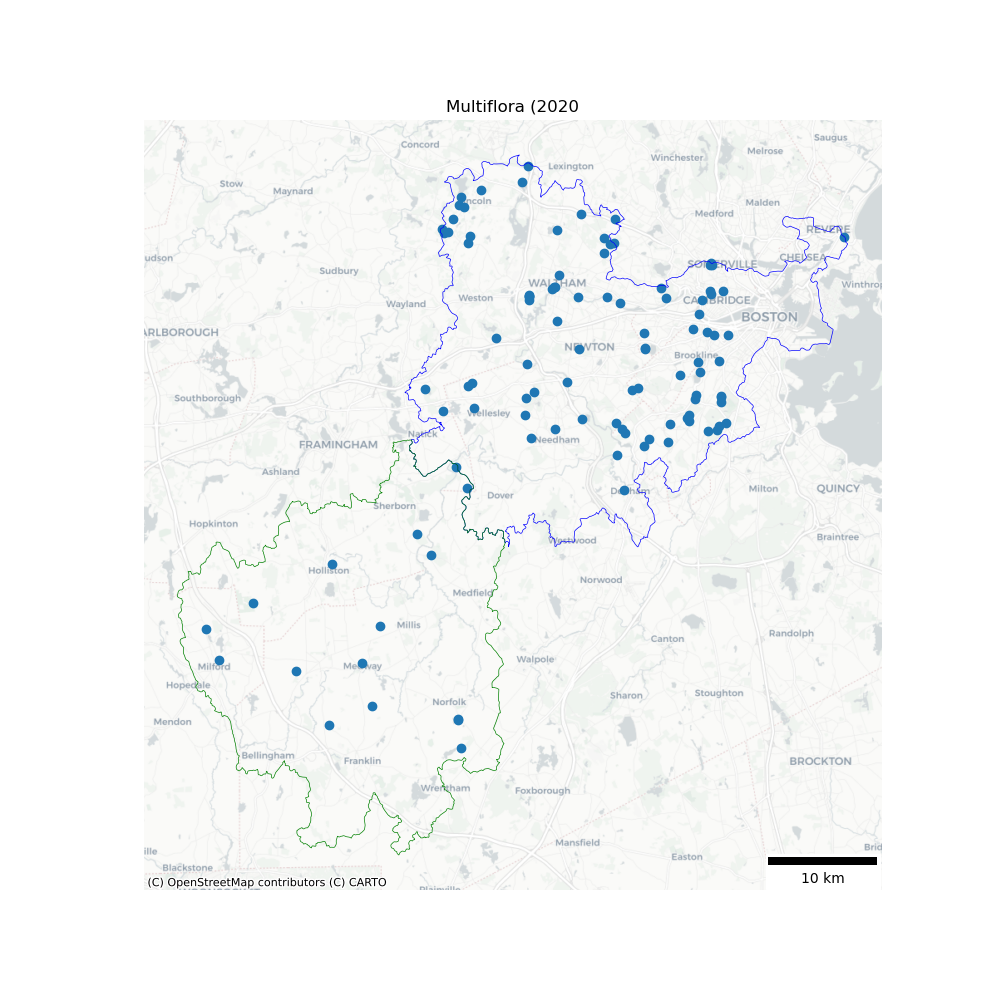 Multiflora (2020
Saugus
Concord
Melrose
Winchester
Lexington
Stow
Maynard
ncoln
Malden
Medford
REVERE
udson
Sudbury
SOMERVILLE
CHELSEA
WALTHAM
Winthrop
Wayland
Weston
CAMBRIDGE
BOSTON
ARLBOROUGH
NEWTON
Brookline
Southborough
Wellesley
Natick
Needham
FRAMINGHAM
Ashland
Milton
QUINCY
Dedham
Dover
Sherborn
Hopkinton
Westwood
Braintree
Holliston
Norwood
Medfield
Millis
Randolph
Canton
Walpole
Milford
Medway
Hopedale
Sharon
Stoughton
Norfolk
Mendon
Bellingham
Franklin
BROCKTON
Wrentham
Foxborough
Mansfield
ille
Brid
Easton
Blackstone
Plainville
(C) OpenStreetMap contributors (C) CARTO
10 km